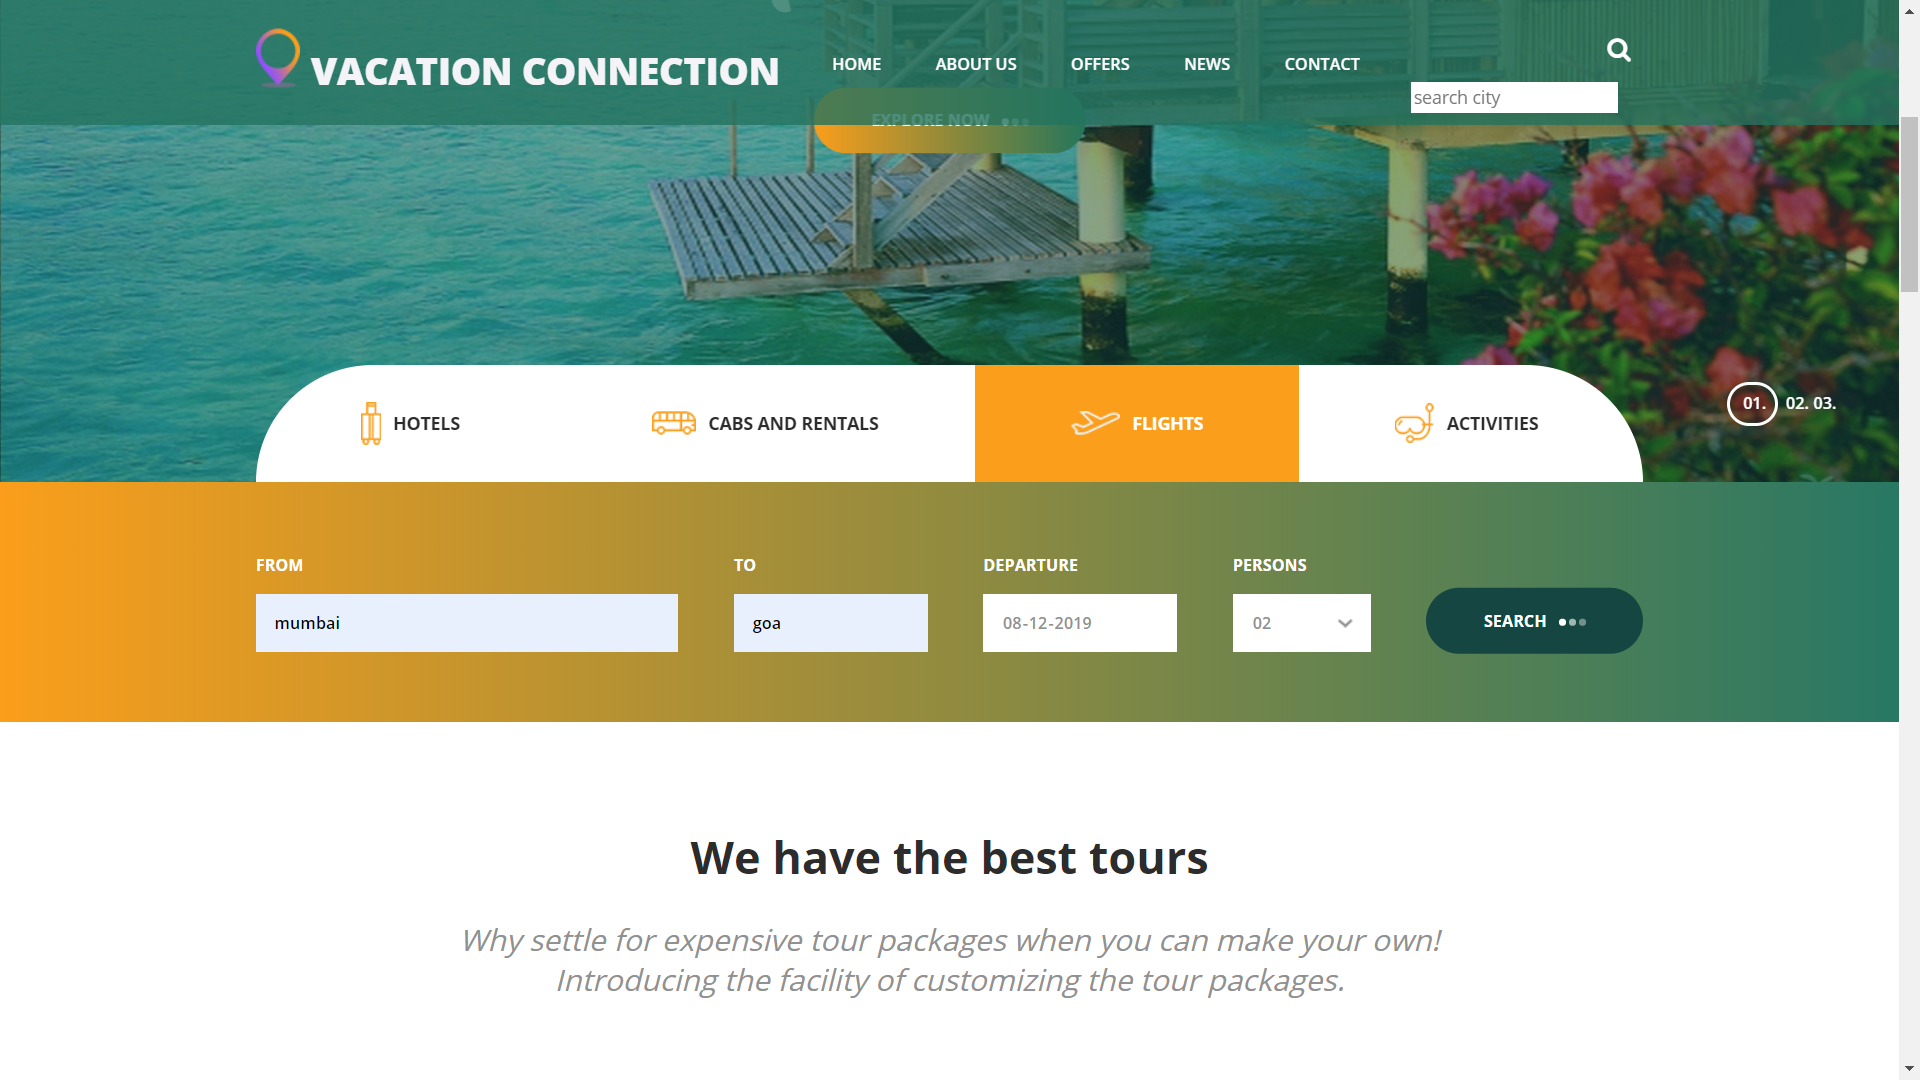 VACATION CONNECTION
HOME ABOUT US OFFERS NEWS CONTACT
search city
EXPLORE NOW
HOTELS CABS AND RENTALS FLIGHTS ACTIVITIES
01. 02. 03.
FROM TO DEPARTURE PERSONS
mumbai goa 08-12-2019 02 SEARCH
We have the best tours
Why settle for expensive tour packages when you can make your own!
Introducing the facility of customizing the tour packages.